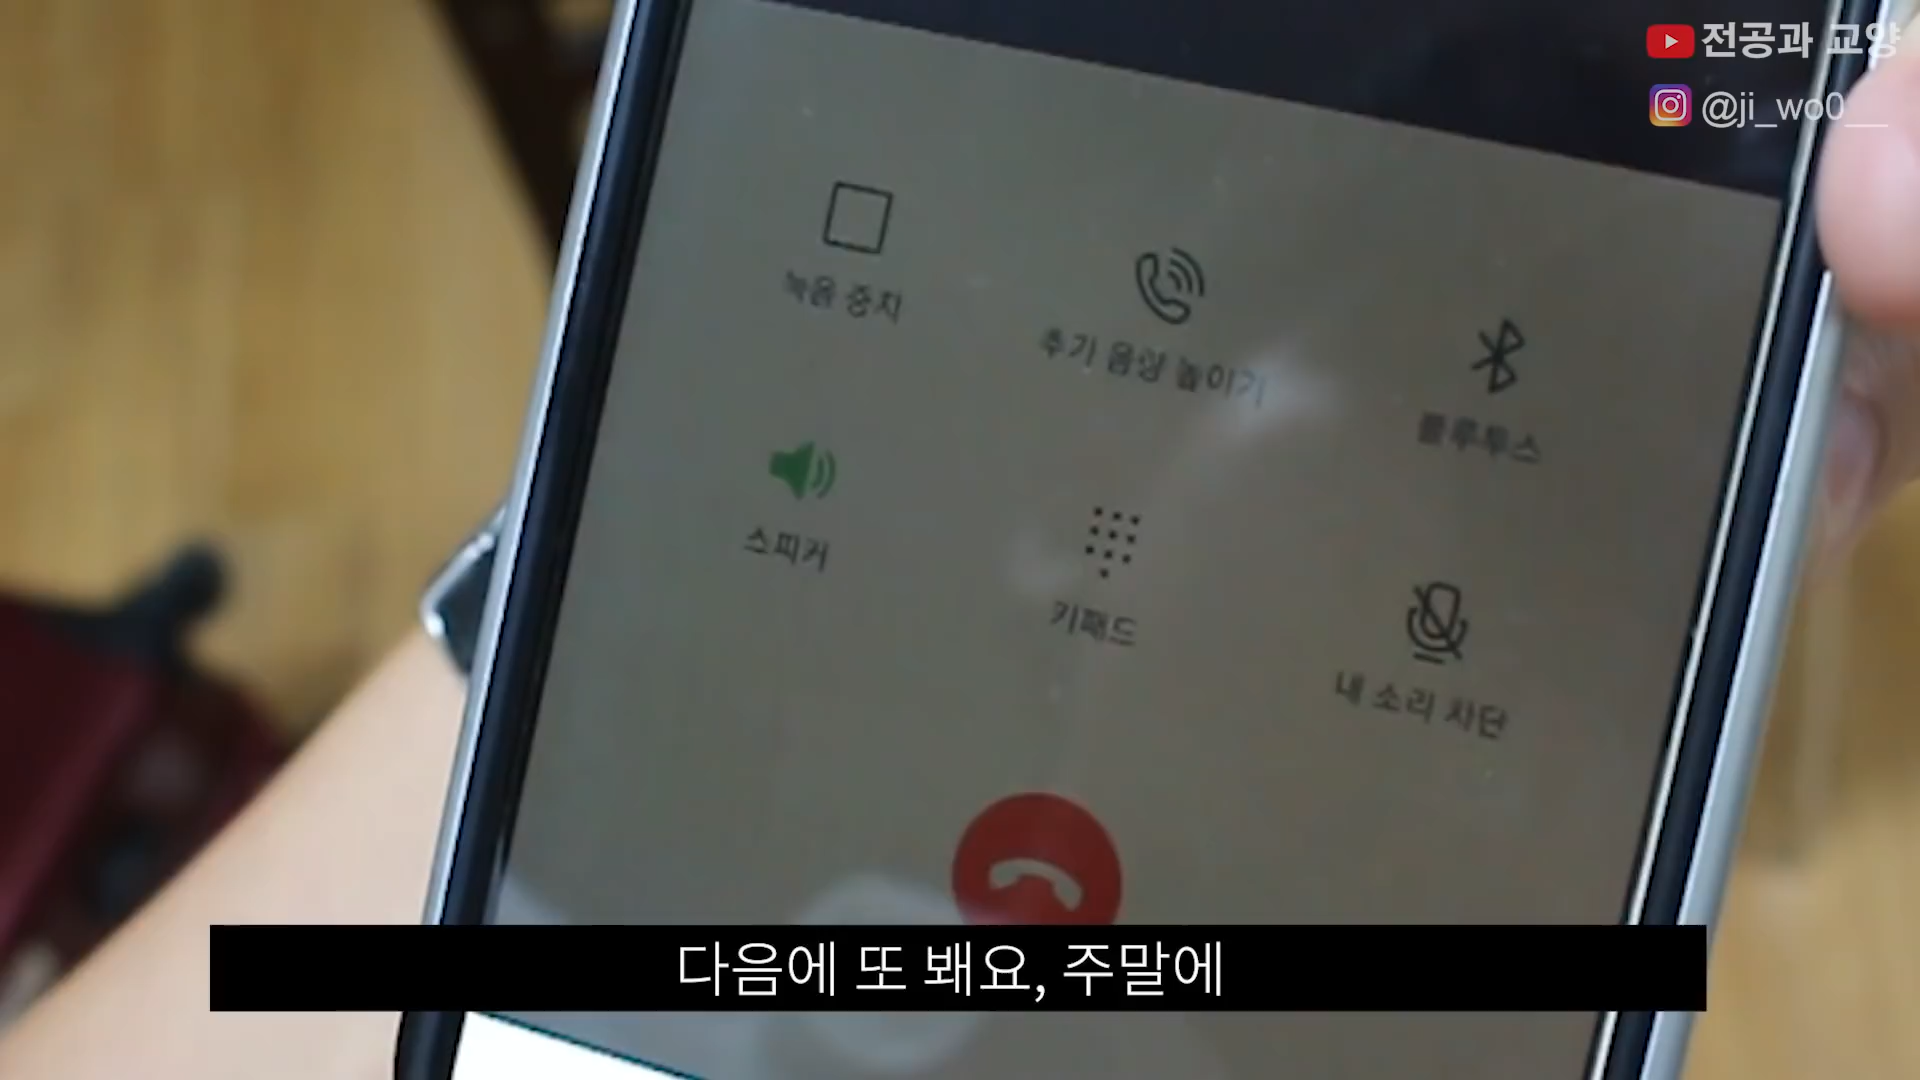 전공과 교양
@ji_wo0__
녹음 중지
추가 음량 높이기
블루투스
스피커
키패드
내 소리 차단
다음에 또 봬요, 주말에